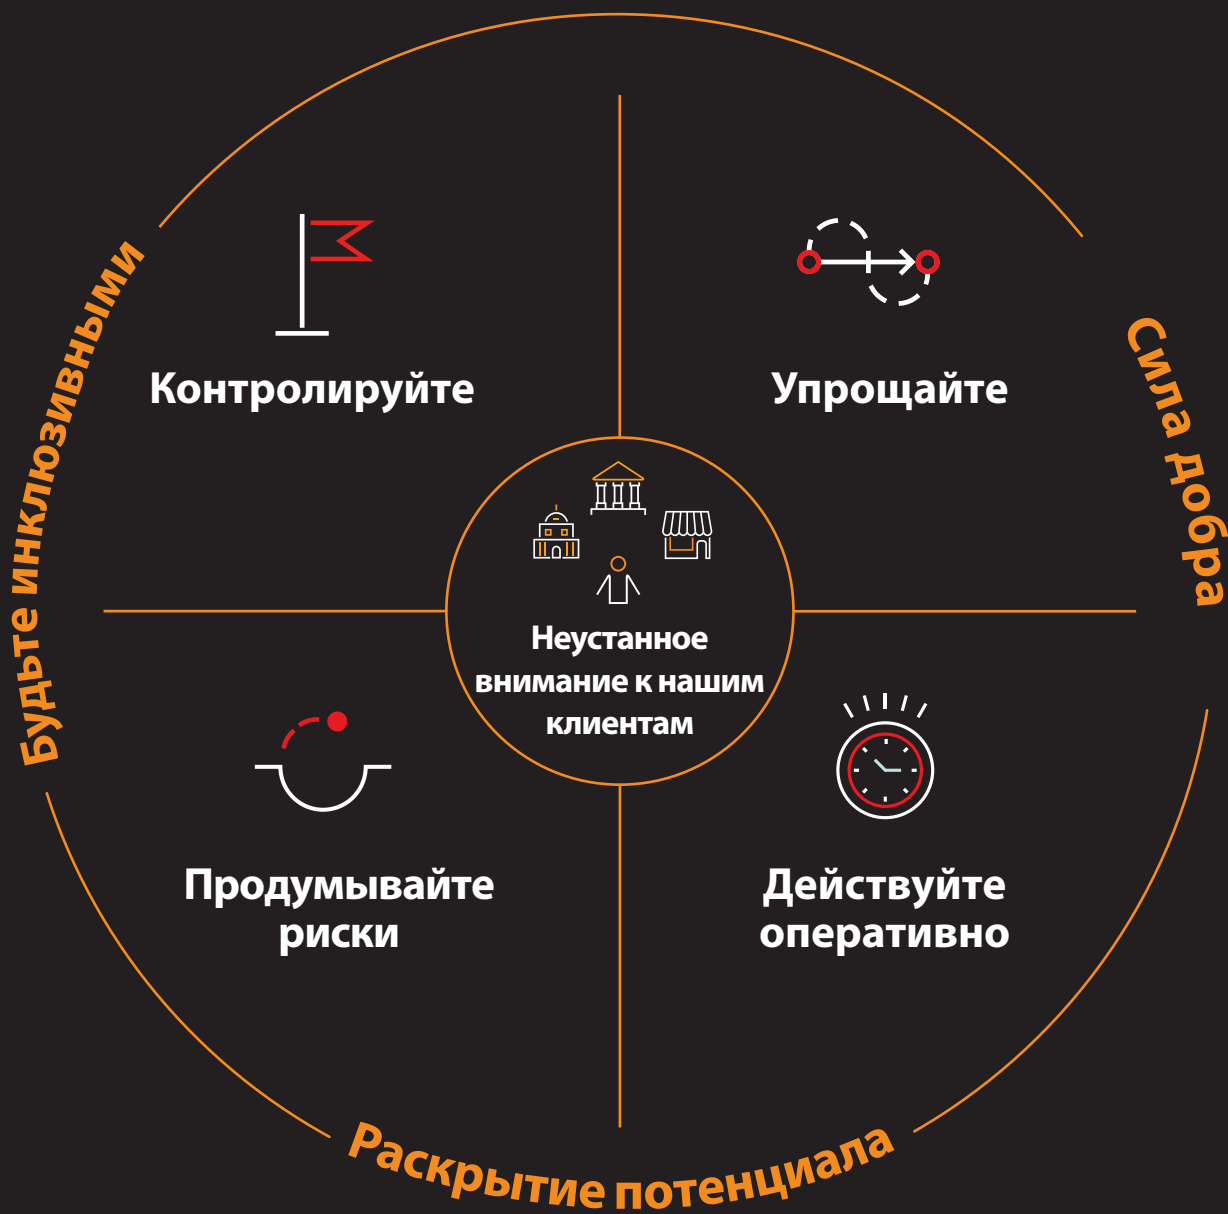 Будьте инклюзивными
Сила добра
Контролируйте
Упрощайте
Неустанное
внимание к нашим
клиентам
Продумывайте
риски
Действуйте
оперативно
Раскрытие потенциала